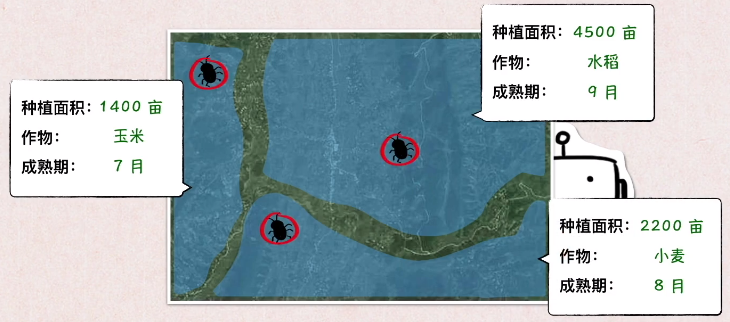 种植面积：4500 亩
作物：水稻
成熟期：9 月
种植面积：1400 亩
作物：玉米
成熟期：7 月
种植面积：2200 亩
作物：小麦
成熟期：8 月